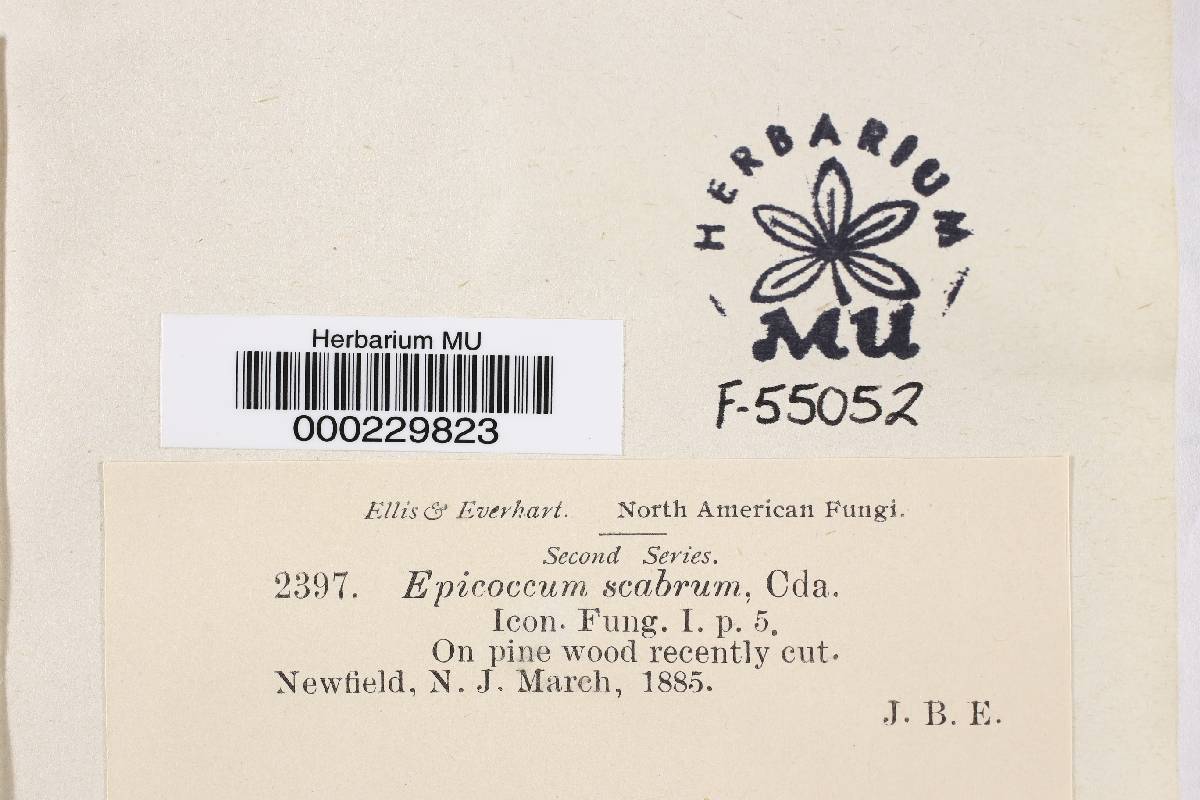 HERBARIUM
MU
F-55052
Herbarium MU
000229823
Ellis & Everhart. North American Fungi.
Second Series.
2397. Epicoccum scabrum, Cda.
Icon. Fung. I. p. 5.
On pine wood recently cut.
Newfield, N. J. March, 1885.
J. B. E.